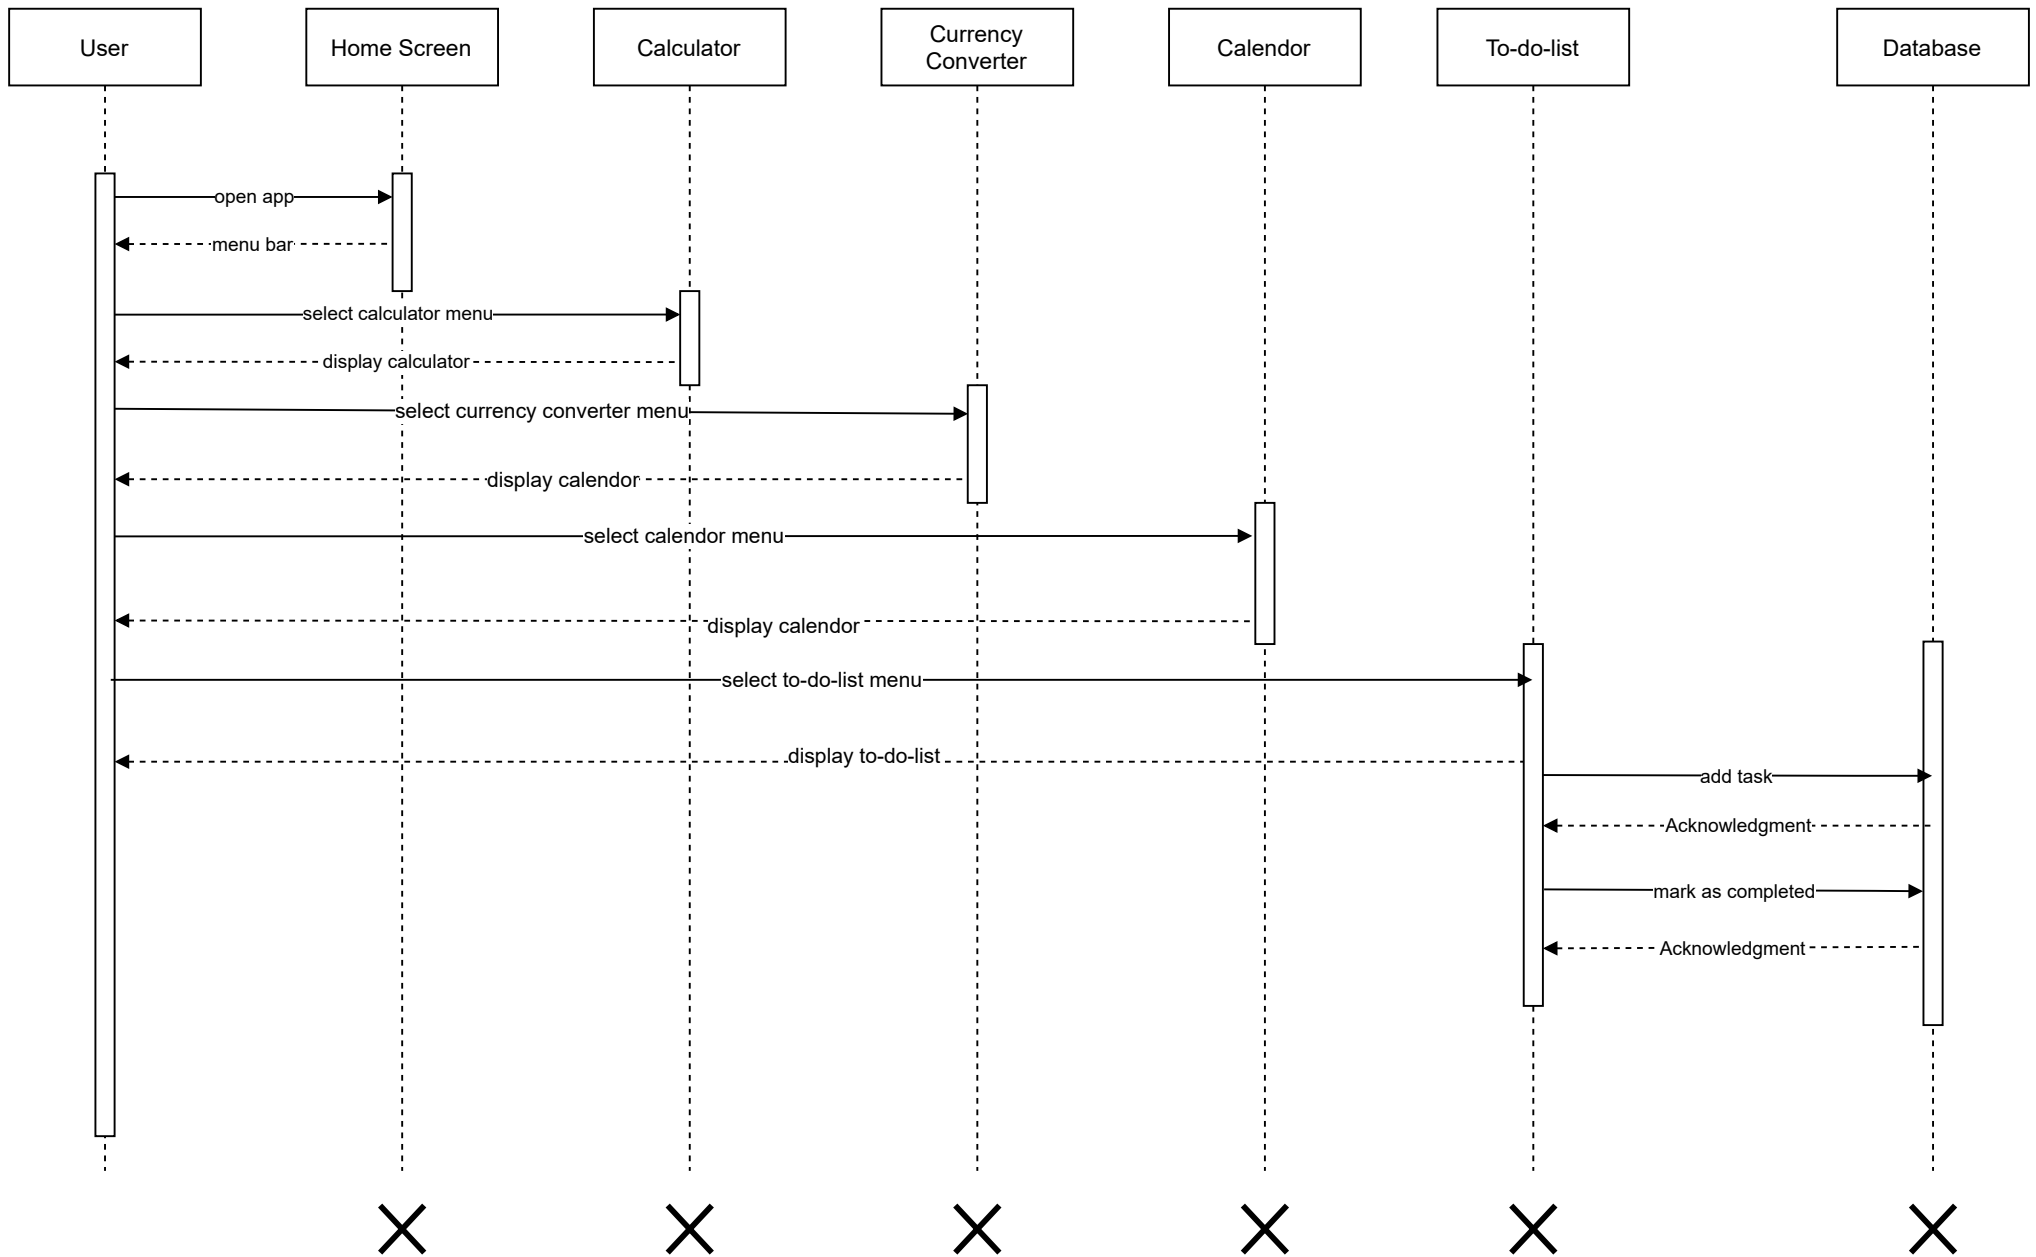 User
Home Screen
Calculator
Currency
Converter
Calendor
To-do-list
Database
open app
menu bar
select calculator menu
display calculator
select currency converter menu
display calendor
select calendor menu
display calendor
select to-do-list menu
display to-do-list
add task
Acknowledgment
mark as completed
Acknowledgment